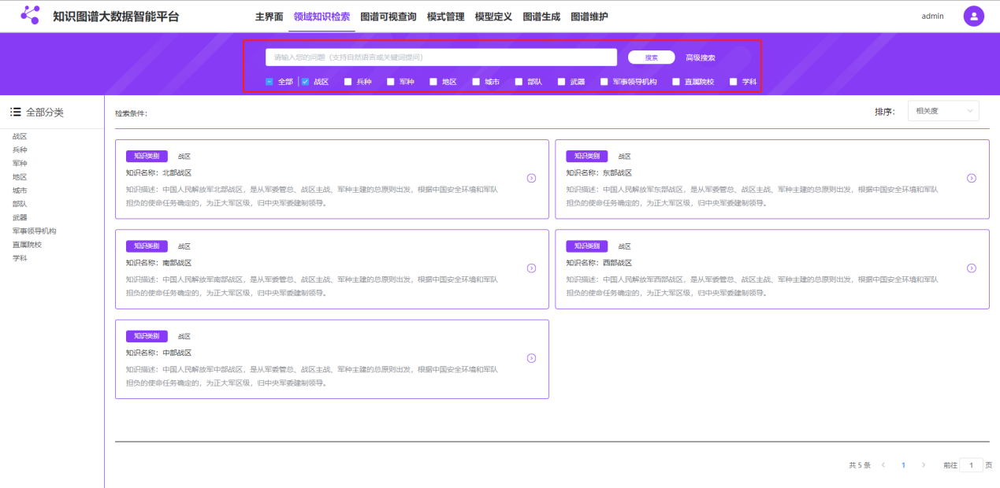 知识图谱大数据智能平台
主界面 领域知识检索 图谱可视查询 模式管理 模型定义 图谱生成 图谱维护
admin
请输入您的问题（支持自然语言或关键词提问）
搜索
高级搜索
全部 战区 兵种 军种 地区 城市 部队 武器 军事领导机构 直属院校 学科
全部分类
战区
兵种
军种
地区
城市
部队
武器
军事领导机构
直属院校
学科
检索条件：
排序： 相关度
知识类别 战区
知识名称：北部战区
知识描述：中国人民解放军北部战区，是从军委管总、战区主战、军种主建的总原则出发，根据中国安全环境和军队
担负的使命任务确定的，为正大军区级，归中央军委建制领导。
知识类别 战区
知识名称：东部战区
知识描述：中国人民解放军东部战区，是从军委管总、战区主战、军种主建的总原则出发，根据中国安全环境和军队
担负的使命任务确定的，为正大军区级，归中央军委建制领导。
知识类别 战区
知识名称：南部战区
知识描述：中国人民解放军南部战区，是从军委管总、战区主战、军种主建的总原则出发，根据中国安全环境和军队
担负的使命任务确定的，为正大军区级，归中央军委建制领导。
知识类别 战区
知识名称：西部战区
知识描述：中国人民解放军西部战区，是从军委管总、战区主战、军种主建的总原则出发，根据中国安全环境和军队
担负的使命任务确定的，为正大军区级，归中央军委建制领导。
知识类别 战区
知识名称：中部战区
知识描述：中国人民解放军中部战区，是从军委管总、战区主战、军种主建的总原则出发，根据中国安全环境和军队
担负的使命任务确定的，为正大军区级，归中央军委建制领导。
共 5 条 1 前往 1 页